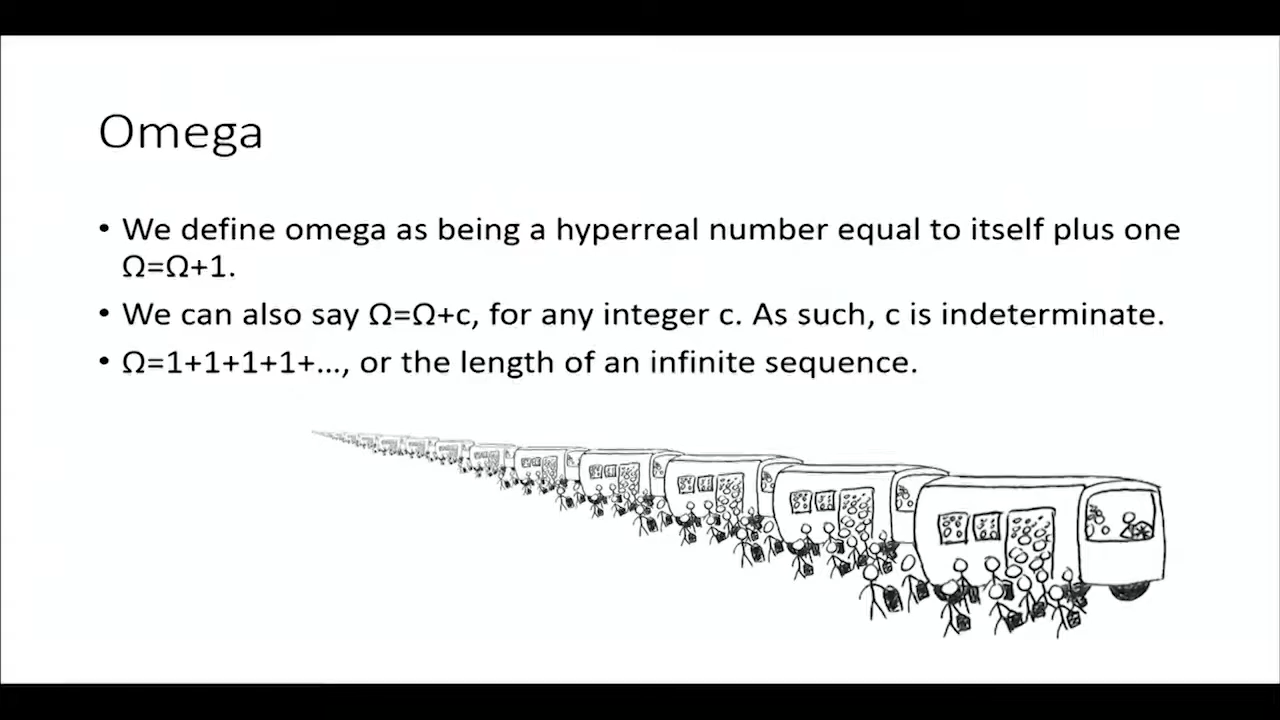 Omega
• We define omega as being a hyperreal number equal to itself plus one
Ω=Ω+1.
• We can also say Ω=Ω+c, for any integer c. As such, c is indeterminate.
• Ω=1+1+1+1+..., or the length of an infinite sequence.